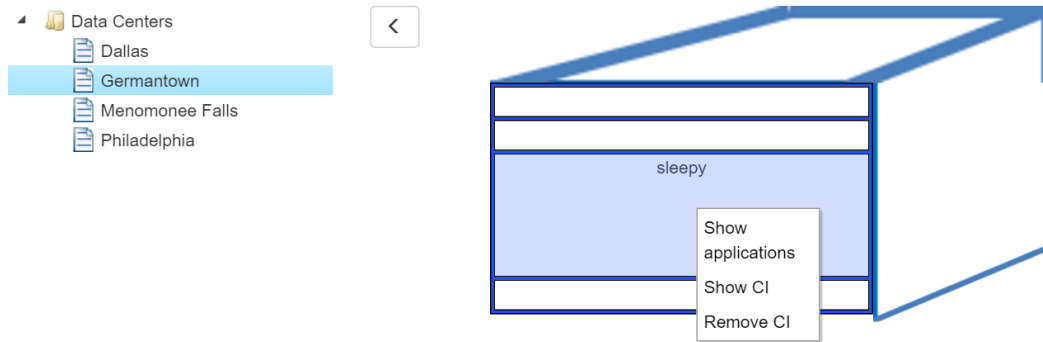 Data Centers
Dallas
Germantown
Menomonee Falls
Philadelphia
sleepy
Show
applications
Show CI
Remove CI